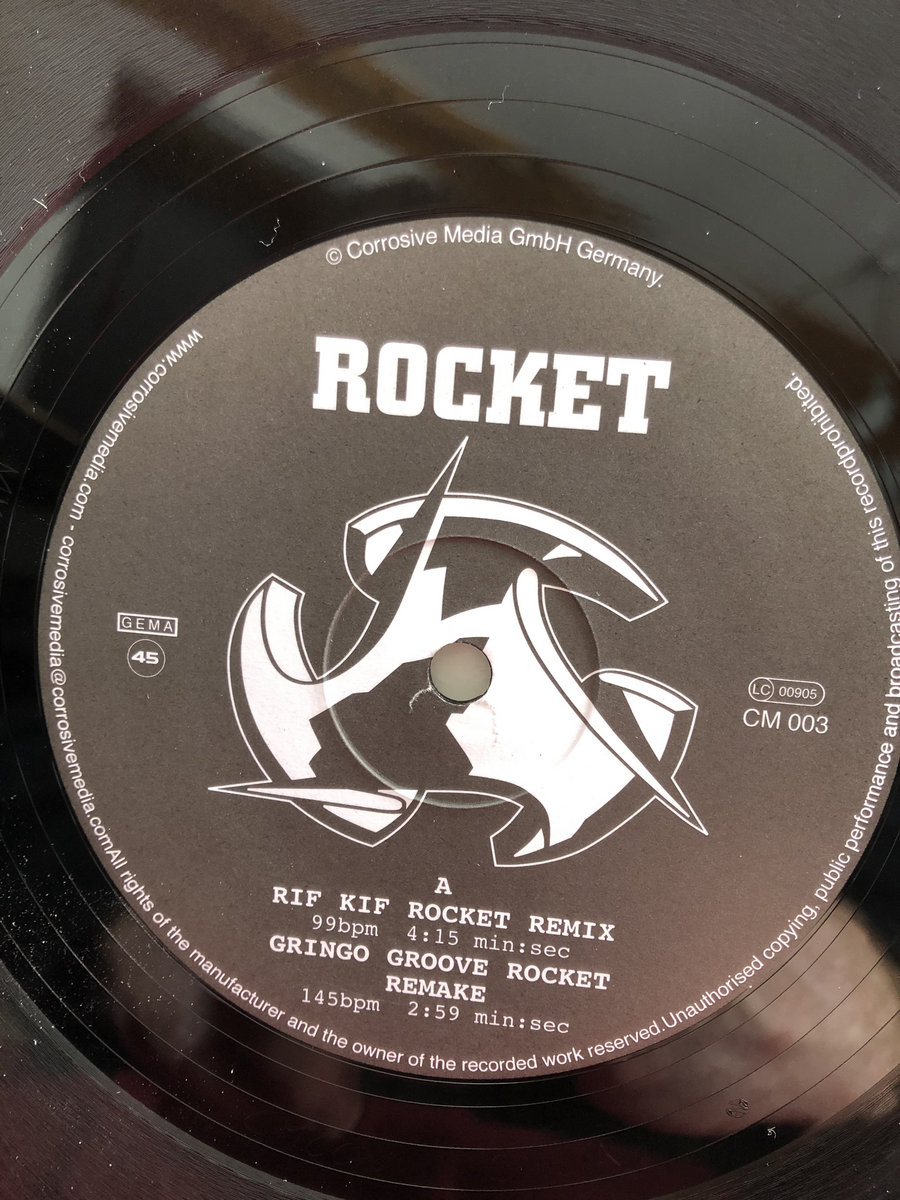 © Corrosive Media GmbH Germany.
ROCKET
GEMA
45
LC 00905
CM 003
A
RIF KIF ROCKET REMIX
99bpm 4:15 min:sec
GRINGO GROOVE ROCKET
REMAKE
145bpm 2:59 min:sec
www.corrosivemedia.com - corrosivemedia@corrosivemedia.comAll rights of the manufacturer and the owner of the recorded work reserved.Unauthorised copying, public performance and broadcasting of this recordprohibited.